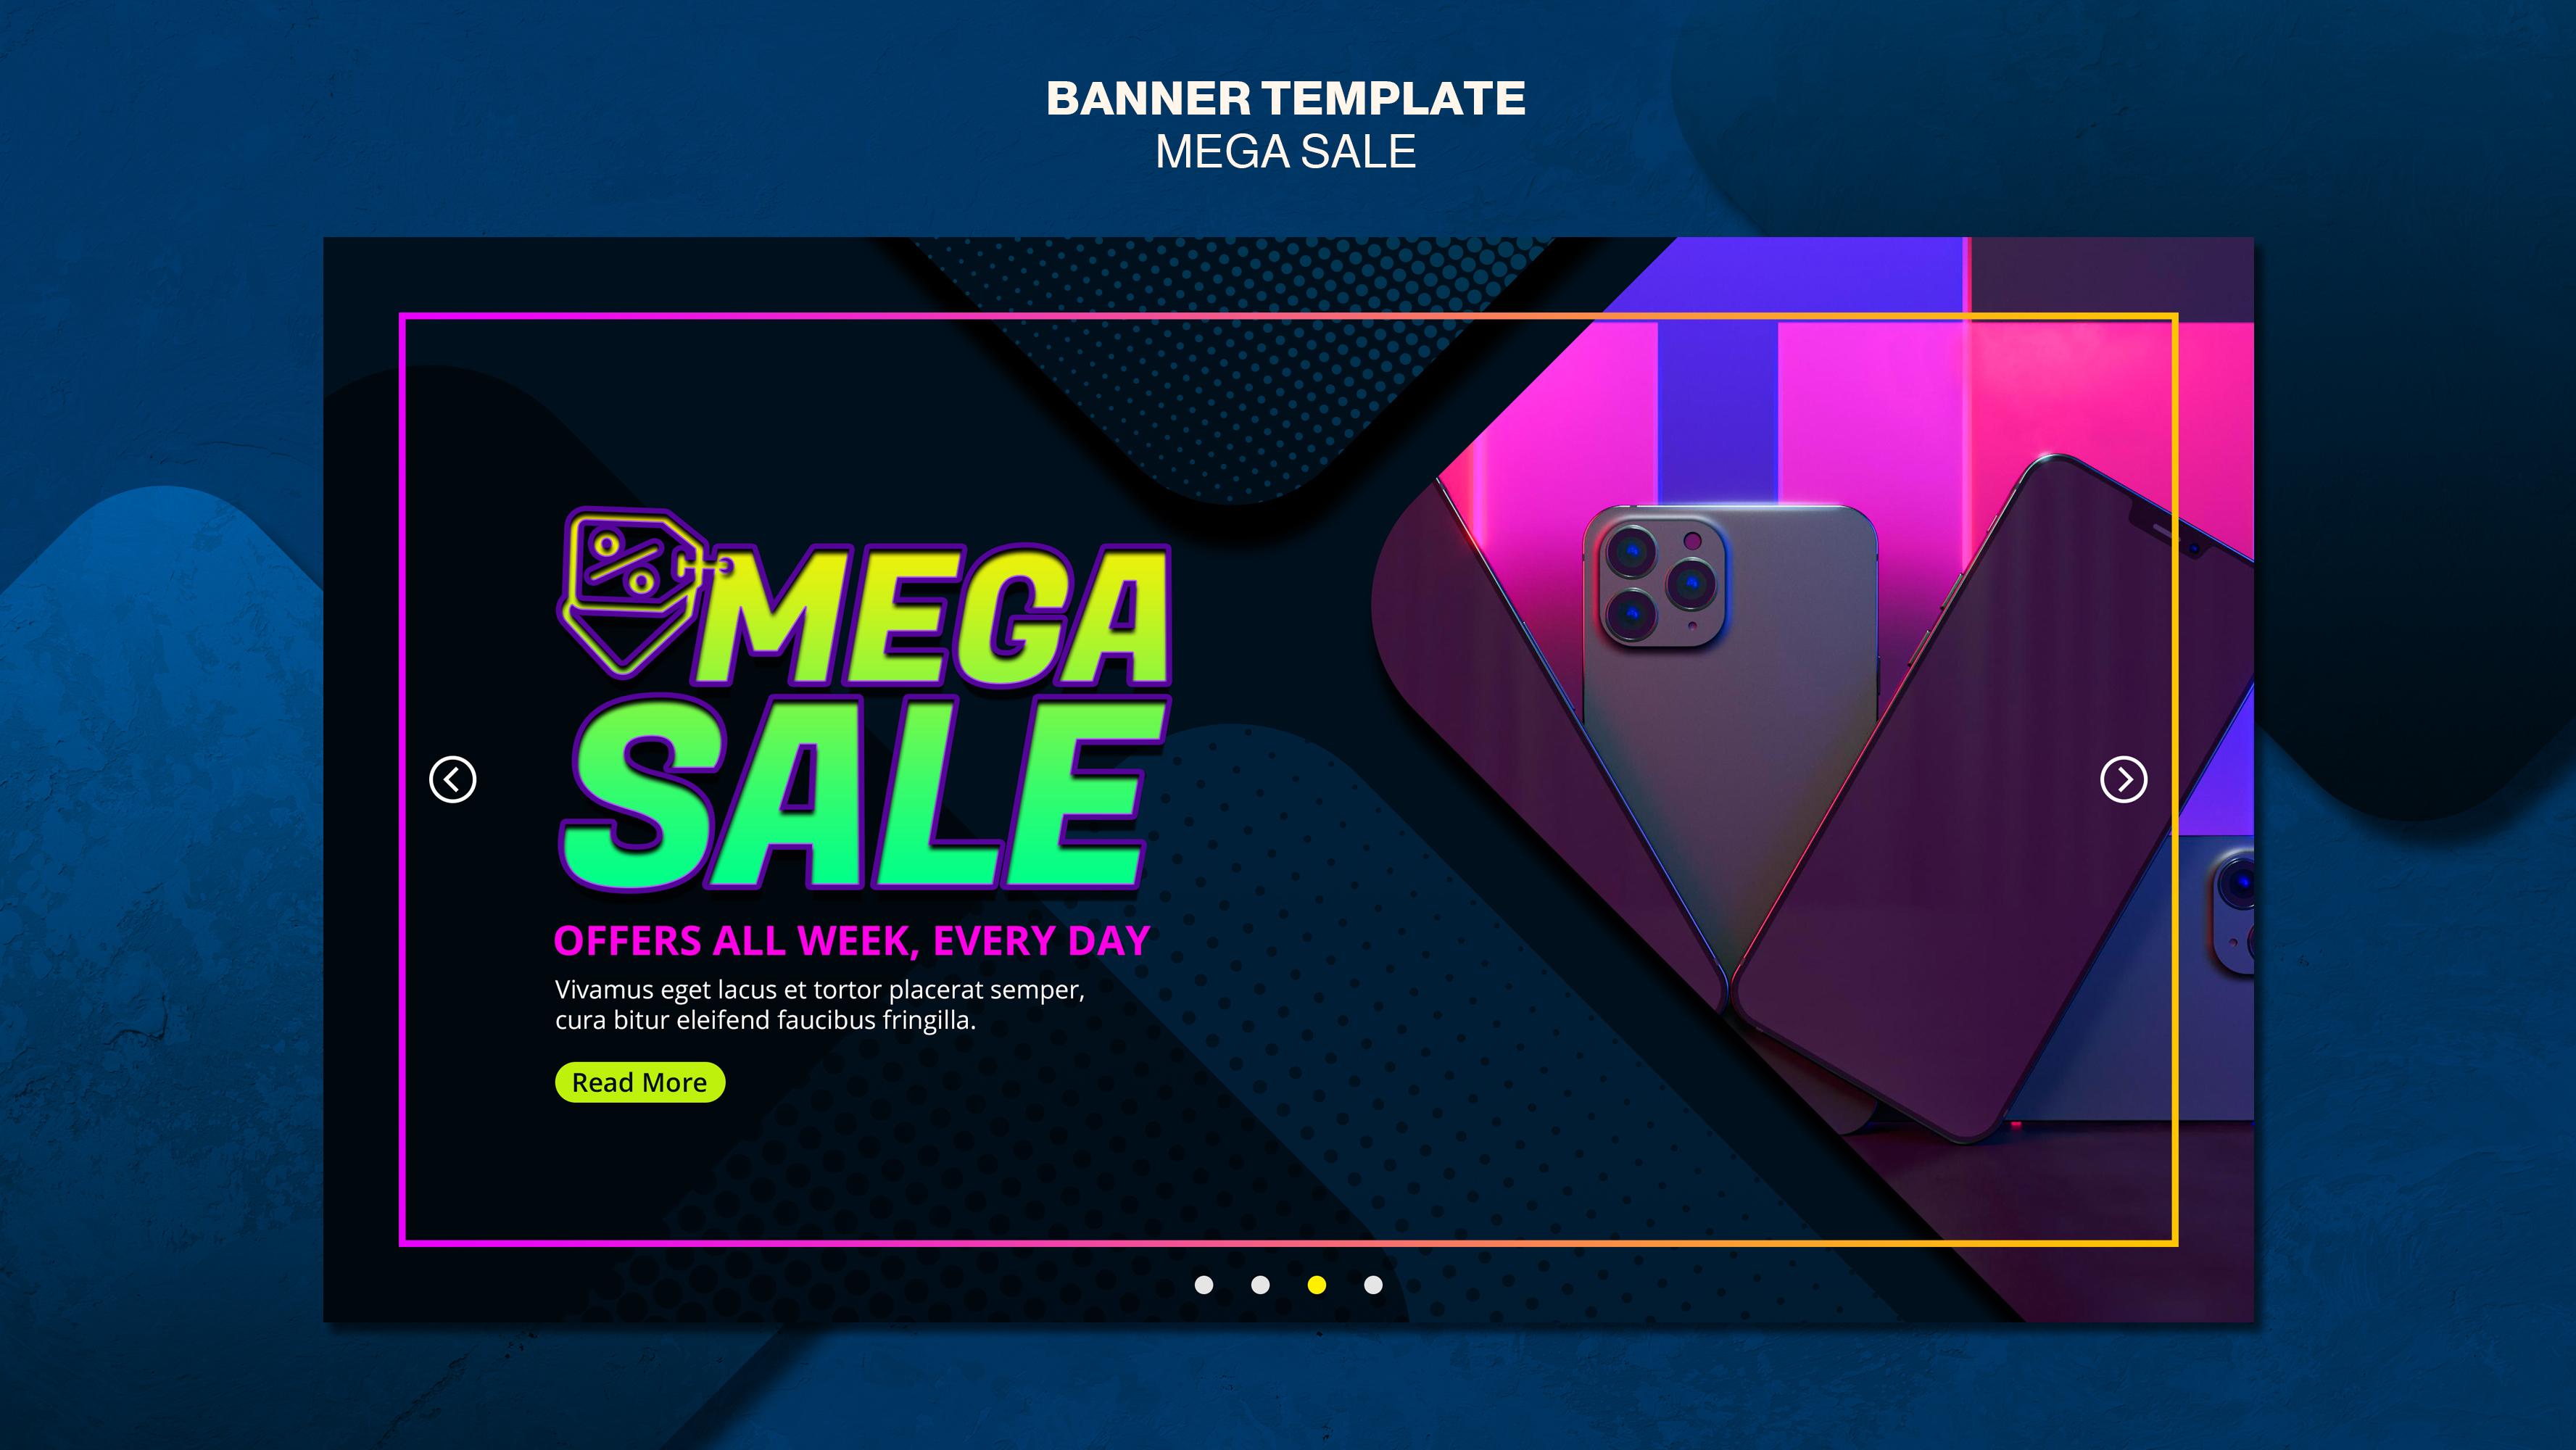 BANNER TEMPLATE
MEGA SALE
MEGA
SALE
OFFERS ALL WEEK, EVERY DAY
Vivamus eget lacus et tortor placerat semper,
cura bitur eleifend faucibus fringilla.
Read More